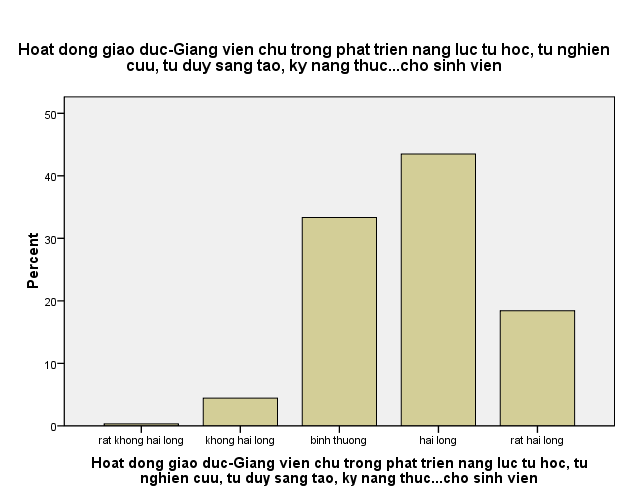 Hoat dong giao duc-Giang vien chu trong phat trien nang luc tu hoc, tu nghien
cuu, tu duy sang tao, ky nang thuc...cho sinh vien
50
40
30
20
10
0
Percent
rat khong hai long khong hai long binh thuong hai long rat hai long
Hoat dong giao duc-Giang vien chu trong phat trien nang luc tu hoc, tu
nghien cuu, tu duy sang tao, ky nang thuc...cho sinh vien